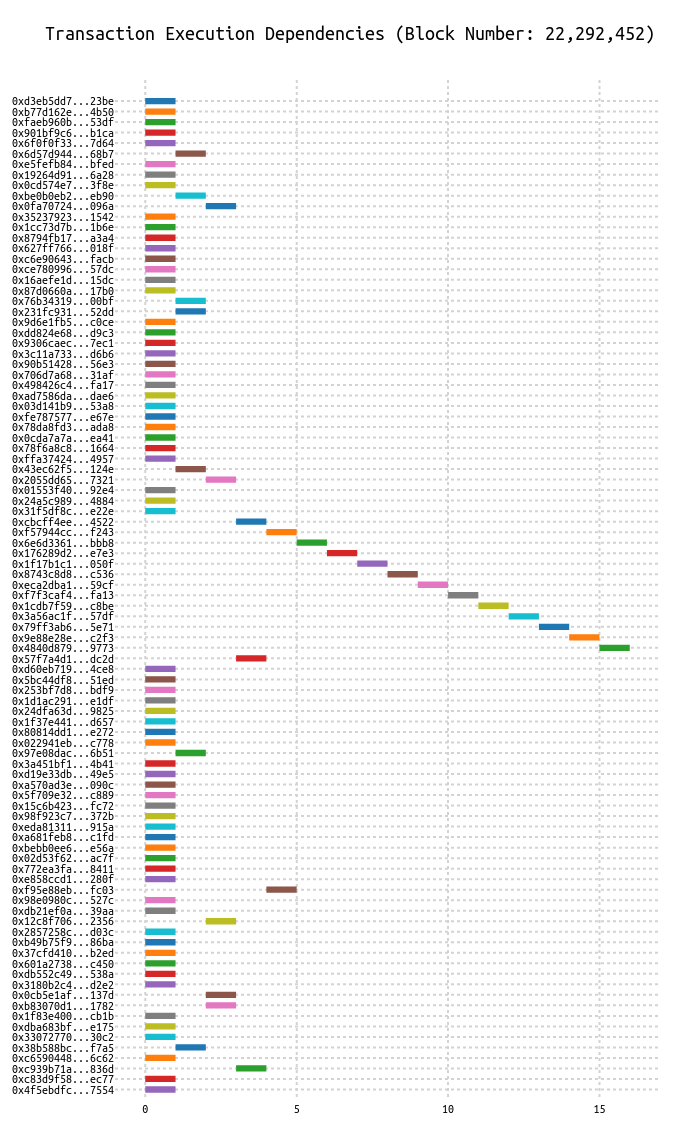 Transaction Execution Dependencies (Block Number: 22,292,452)
0xd3eb5dd7...23be
0xb77d162e...4b50
0xfaeb960b...53df
0x901bf9c6...b1ca
0x6f0f0f33...7d64
0x6d57d944...68b7
0xe5fefb84...bfed
0x19264d91...6a28
0x0cd574e7...3f8e
0xbe0b0eb2...eb90
0x0fa70724...096a
0x35237923...1542
0x1cc73d7b...1b6e
0x8794fb17...a3a4
0x627ff766...018f
0xc6e90643...facb
0xce780996...57dc
0x16aefe1d...15dc
0x87d0660a...17b0
0x76b34319...00bf
0x231fc931...52dd
0x9d6e1fb5...c0ce
0xdd824e68...d9c3
0x9306caec...7ec1
0x3c11a733...d6b6
0x90b51428...56e3
0x706d7a68...31af
0x498426c4...fa17
0xad7586da...dae6
0x03d141b9...53a8
0xfe787577...e67e
0x78da8fd3...ada8
0x0cda7a7a...ea41
0x78f6a8c8...1664
0xffa37424...4957
0x43ec62f5...124e
0x2055dd65...7321
0x01553f40...92e4
0x24a5c989...4884
0x31f5df8c...e22e
0xcbcff4ee...4522
0xf57944cc...f243
0x6e6d3361...bbb8
0x176289d2...e7e3
0x1f17b1c1...050f
0x8743c8d8...c536
0xeca2dba1...59cf
0xf7f3caf4...fa13
0x1cdb7f59...c8be
0x3a56ac1f...57df
0x79ff3ab6...5e71
0x9e88e28e...c2f3
0x4840d879...9773
0x57f7a4d1...dc2d
0xd60eb719...4ce8
0x5bc44df8...51ed
0x253bf7d8...bdf9
0x1d1ac291...e1df
0x24dfa63d...9825
0x1f37e441...d657
0x80814dd1...e272
0x022941eb...c778
0x97e08dac...6b51
0x3a451bf1...4b41
0xd19e33db...49e5
0xa570ad3e...090c
0x5f709e32...c889
0x15c6b423...fc72
0x98f923c7...372b
0xeda81311...915a
0xa681feb8...c1fd
0xbebb0ee6...e56a
0x02d53f62...ac7f
0x772ea3fa...8411
0xe858ccd1...280f
0xf95e88eb...fc03
0x98e0980c...527c
0xdb21ef0a...39aa
0x12c8f706...2356
0x2857258c...d03c
0xb49b75f9...86ba
0x37cfd410...b2ed
0x601a2738...c450
0xdb552c49...538a
0x3180b2c4...d2e2
0x0cb5e1af...137d
0xb83070d1...1782
0x1f83e400...cb1b
0xdba683bf...e175
0x33072770...30c2
0x38b588bc...f7a5
0xc6590448...6c62
0xc939b71a...836d
0xc83d9f58...ec77
0x4f5ebdfc...7554
0 5 10 15